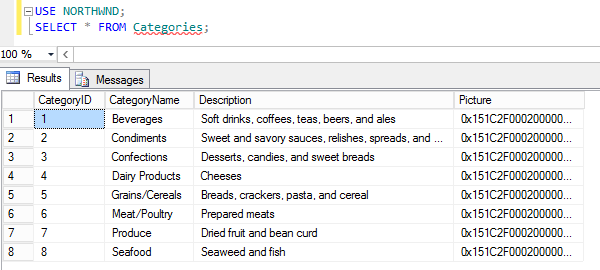 USE NORTHWND;
SELECT * FROM Categories;
100 %
Results Messages
CategoryID CategoryName Description Picture
1 1 Beverages Soft drinks, coffees, teas, beers, and ales 0x151C2F000200000...
2 2 Condiments Sweet and savory sauces, relishes, spreads, and ... 0x151C2F000200000...
3 3 Confections Desserts, candies, and sweet breads 0x151C2F000200000...
4 4 Dairy Products Cheeses 0x151C2F000200000...
5 5 Grains/Cereals Breads, crackers, pasta, and cereal 0x151C2F000200000...
6 6 Meat/Poultry Prepared meats 0x151C2F000200000...
7 7 Produce Dried fruit and bean curd 0x151C2F000200000...
8 8 Seafood Seaweed and fish 0x151C2F000200000...